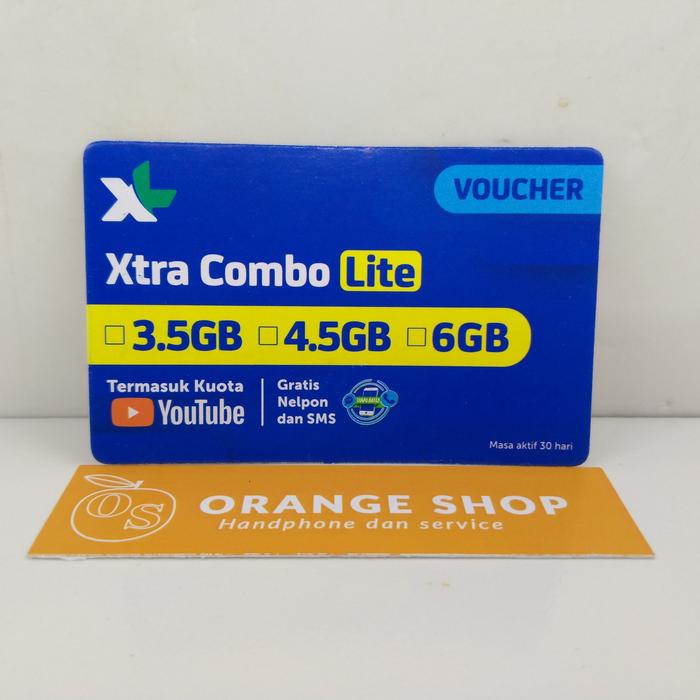 XL
VOUCHER
Xtra Combo Lite
3.5GB 4.5GB 6GB
Termasuk Kuota
YouTube
Gratis
Nelpon
dan SMS
Masa aktif 30 hari
OS
ORANGE SHOP
Handphone dan service